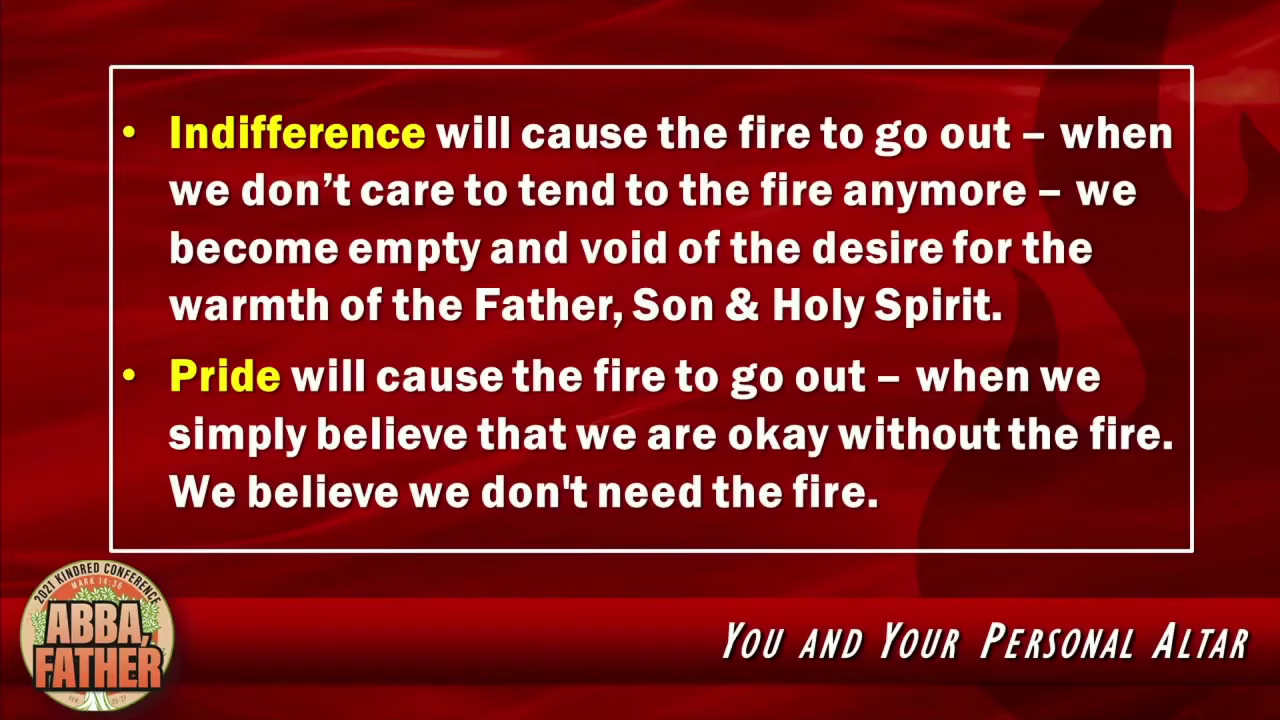 • Indifference will cause the fire to go out – when
we don’t care to tend to the fire anymore – we
become empty and void of the desire for the
warmth of the Father, Son & Holy Spirit.
• Pride will cause the fire to go out – when we
simply believe that we are okay without the fire.
We believe we don't need the fire.
2021 KINDRED CONFERENCE
MARK 14:36
ABBA,
FATHER
YOU AND YOUR PERSONAL ALTAR